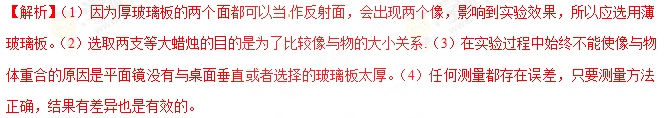 【解析】（1）因为厚玻璃板的两个面都可以当.作反射面，会出现两个像，影响到实验效果，所以应选用薄
玻璃板。（2）选取两支等大蜡烛的目的是为了比较像与物的大小关系.（3）在实验过程中始终不能使像与物
体重合的原因是平面镜没有与桌面垂直或者选择的玻璃板太厚。（4）任何测量都存在误差，只要测量方法
正确，结果有差异也是有效的。